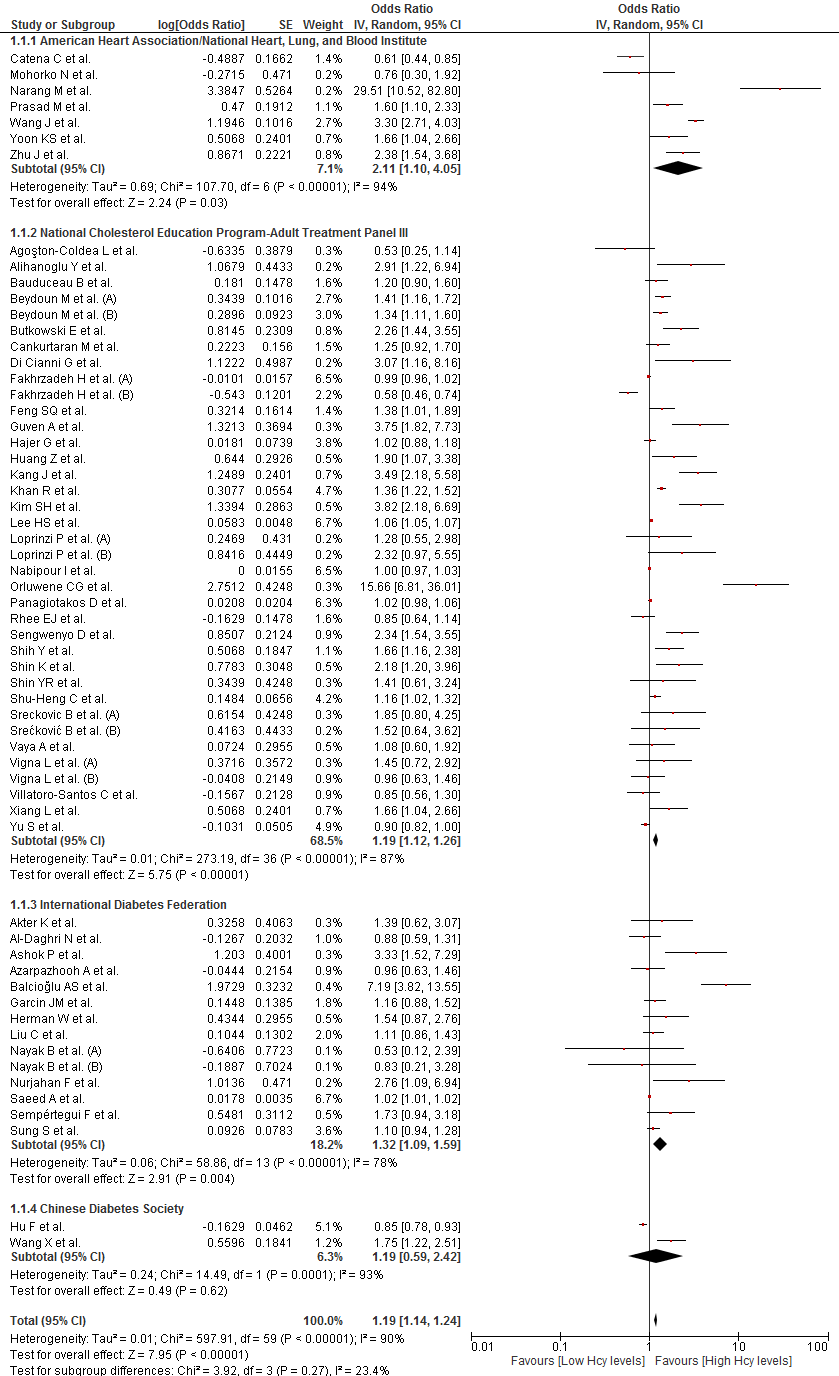 Odds Ratio Odds Ratio
Study or Subgroup log[Odds Ratio] SE Weight IV, Random, 95% CI IV, Random, 95% CI
1.1.1 American Heart Association/National Heart, Lung, and Blood Institute
Catena C et al. -0.4887 0.1662 1.4% 0.61 [0.44, 0.85]
Mohorko N et al. -0.2715 0.471 0.2% 0.76 [0.30, 1.92]
Narang M et al. 3.3847 0.5264 0.2% 29.51 [10.52, 82.80]
Prasad M et al. 0.47 0.1912 1.1% 1.60 [1.10, 2.33]
Wang J et al. 1.1946 0.1016 2.7% 3.30 [2.71, 4.03]
Yoon KS et al. 0.5068 0.2401 0.7% 1.66 [1.04, 2.66]
Zhu J et al. 0.8671 0.2221 0.8% 2.38 [1.54, 3.68]
Subtotal (95% CI) 7.1% 2.11 [1.10, 4.05]
Heterogeneity: Tau² = 0.69; Chi² = 107.70, df = 6 (P < 0.00001); I² = 94%
Test for overall effect: Z = 2.24 (P = 0.03)
1.1.2 National Cholesterol Education Program-Adult Treatment Panel III
Agoşton-Coldea L et al. -0.6335 0.3879 0.3% 0.53 [0.25, 1.14]
Alihanoglu Y et al. 1.0679 0.4433 0.2% 2.91 [1.22, 6.94]
Bauduceau B et al. 0.181 0.1478 1.6% 1.20 [0.90, 1.60]
Beydoun M et al. (A) 0.3439 0.1016 2.7% 1.41 [1.16, 1.72]
Beydoun M et al. (B) 0.2896 0.0923 3.0% 1.34 [1.11, 1.60]
Butkowski E et al. 0.8145 0.2309 0.8% 2.26 [1.44, 3.55]
Cankurtaran M et al. 0.2223 0.156 1.5% 1.25 [0.92, 1.70]
Di Cianni G et al. 1.1222 0.4987 0.2% 3.07 [1.16, 8.16]
Fakhrzadeh H et al. (A) -0.0101 0.0157 6.5% 0.99 [0.96, 1.02]
Fakhrzadeh H et al. (B) -0.543 0.1201 2.2% 0.58 [0.46, 0.74]
Feng SQ et al. 0.3214 0.1614 1.4% 1.38 [1.01, 1.89]
Guven A et al. 1.3213 0.3694 0.4% 3.75 [1.82, 7.73]
Hajer G et al. 0.0181 0.0739 3.8% 1.02 [0.88, 1.18]
Huang Z et al. 0.644 0.2926 0.5% 1.90 [1.07, 3.38]
Kang J et al. 1.2489 0.2401 0.7% 3.49 [2.18, 5.58]
Khan R et al. 0.3077 0.0554 4.7% 1.36 [1.22, 1.52]
Kim SH et al. 1.3394 0.2863 0.5% 3.82 [2.18, 6.69]
Lee HS et al. 0.0583 0.0048 6.7% 1.06 [1.05, 1.07]
Loprinzi P et al. (A) 0.2469 0.431 0.3% 1.28 [0.55, 2.98]
Loprinzi P et al. (B) 0.8416 0.4449 0.2% 2.32 [0.97, 5.55]
Nabipour I et al. 0 0.0155 6.5% 1.00 [0.97, 1.03]
Orluwene CG et al. 2.7512 0.4248 0.3% 15.66 [6.81, 36.01]
Panagiotakos D et al. 0.0208 0.0204 6.3% 1.02 [0.98, 1.06]
Rhee EJ et al. -0.1629 0.1478 1.6% 0.85 [0.64, 1.14]
Sengwenyo D et al. 0.8507 0.2124 0.9% 2.34 [1.54, 3.55]
Shih Y et al. 0.5068 0.1847 1.1% 1.66 [1.16, 2.38]
Shin K et al. 0.7783 0.3048 0.5% 2.18 [1.20, 3.96]
Shin YR et al. 0.3439 0.4248 0.3% 1.41 [0.61, 3.24]
Shu-Heng C et al. 0.1484 0.0656 4.2% 1.16 [1.02, 1.32]
Sreckovic B et al. (A) 0.6154 0.4248 0.3% 1.85 [0.80, 4.25]
Srećković B et al. (B) 0.4163 0.4433 0.2% 1.52 [0.64, 3.62]
Vaya A et al. 0.0724 0.2955 0.5% 1.08 [0.60, 1.92]
Vigna L et al. (A) 0.3716 0.3572 0.4% 1.45 [0.72, 2.92]
Vigna L et al. (B) -0.0408 0.2149 0.9% 0.96 [0.63, 1.46]
Villatoro-Santos C et al. -0.1567 0.2128 0.9% 0.85 [0.56, 1.30]
Xiang L et al. 0.5068 0.2401 0.7% 1.66 [1.04, 2.66]
Yu S et al. -0.1031 0.0505 4.9% 0.90 [0.82, 1.00]
Subtotal (95% CI) 68.5% 1.19 [1.12, 1.26]
Heterogeneity: Tau² = 0.01; Chi² = 273.19, df = 36 (P < 0.00001); I² = 87%
Test for overall effect: Z = 5.75 (P < 0.00001)
1.1.3 International Diabetes Federation
Akter K et al. 0.3258 0.4063 0.3% 1.39 [0.62, 3.07]
Al-Daghri N et al. -0.1267 0.2032 1.0% 0.88 [0.59, 1.31]
Ashok P et al. 1.203 0.4001 0.3% 3.33 [1.52, 7.29]
Azarpazhooh A et al. -0.0444 0.2154 0.9% 0.96 [0.63, 1.46]
Balcioğlu AS et al. 1.9729 0.3232 0.4% 7.19 [3.82, 13.55]
Garcin JM et al. 0.1448 0.1385 1.8% 1.16 [0.88, 1.52]
Herman W et al. 0.4344 0.2955 0.5% 1.54 [0.87, 2.76]
Liu C et al. 0.1044 0.1302 2.0% 1.11 [0.86, 1.43]
Nayak B et al. (A) -0.6406 0.7723 0.1% 0.53 [0.12, 2.39]
Nayak B et al. (B) -0.1887 0.7024 0.1% 0.83 [0.21, 3.28]
Nurjahan F et al. 1.0136 0.471 0.2% 2.76 [1.09, 6.94]
Saeed A et al. 0.0178 0.0035 6.7% 1.02 [1.01, 1.02]
Sempértegui F et al. 0.5481 0.3112 0.5% 1.73 [0.94, 3.18]
Sung S et al. 0.0926 0.0783 3.6% 1.10 [0.94, 1.28]
Subtotal (95% CI) 18.2% 1.32 [1.09, 1.59]
Heterogeneity: Tau² = 0.06; Chi² = 58.86, df = 13 (P < 0.00001); I² = 78%
Test for overall effect: Z = 2.91 (P = 0.004)
1.1.4 Chinese Diabetes Society
Hu F et al. -0.1629 0.0462 5.1% 0.85 [0.78, 0.93]
Wang X et al. 0.5596 0.1841 1.2% 1.75 [1.22, 2.51]
Subtotal (95% CI) 6.3% 1.19 [0.59, 2.42]
Heterogeneity: Tau² = 0.24; Chi² = 14.49, df = 1 (P = 0.0001); I² = 93%
Test for overall effect: Z = 0.49 (P = 0.62)
Total (95% CI) 100.0% 1.19 [1.14, 1.24]
Heterogeneity: Tau² = 0.01; Chi² = 597.91, df = 59 (P < 0.00001); I² = 90%
Test for overall effect: Z = 7.95 (P < 0.00001)
Test for subgroup differences: Chi² = 3.92, df = 3 (P = 0.27), I² = 23.4%
0.01 0.1 1 10 100
Favours [Low Hcy levels] Favours [High Hcy levels]